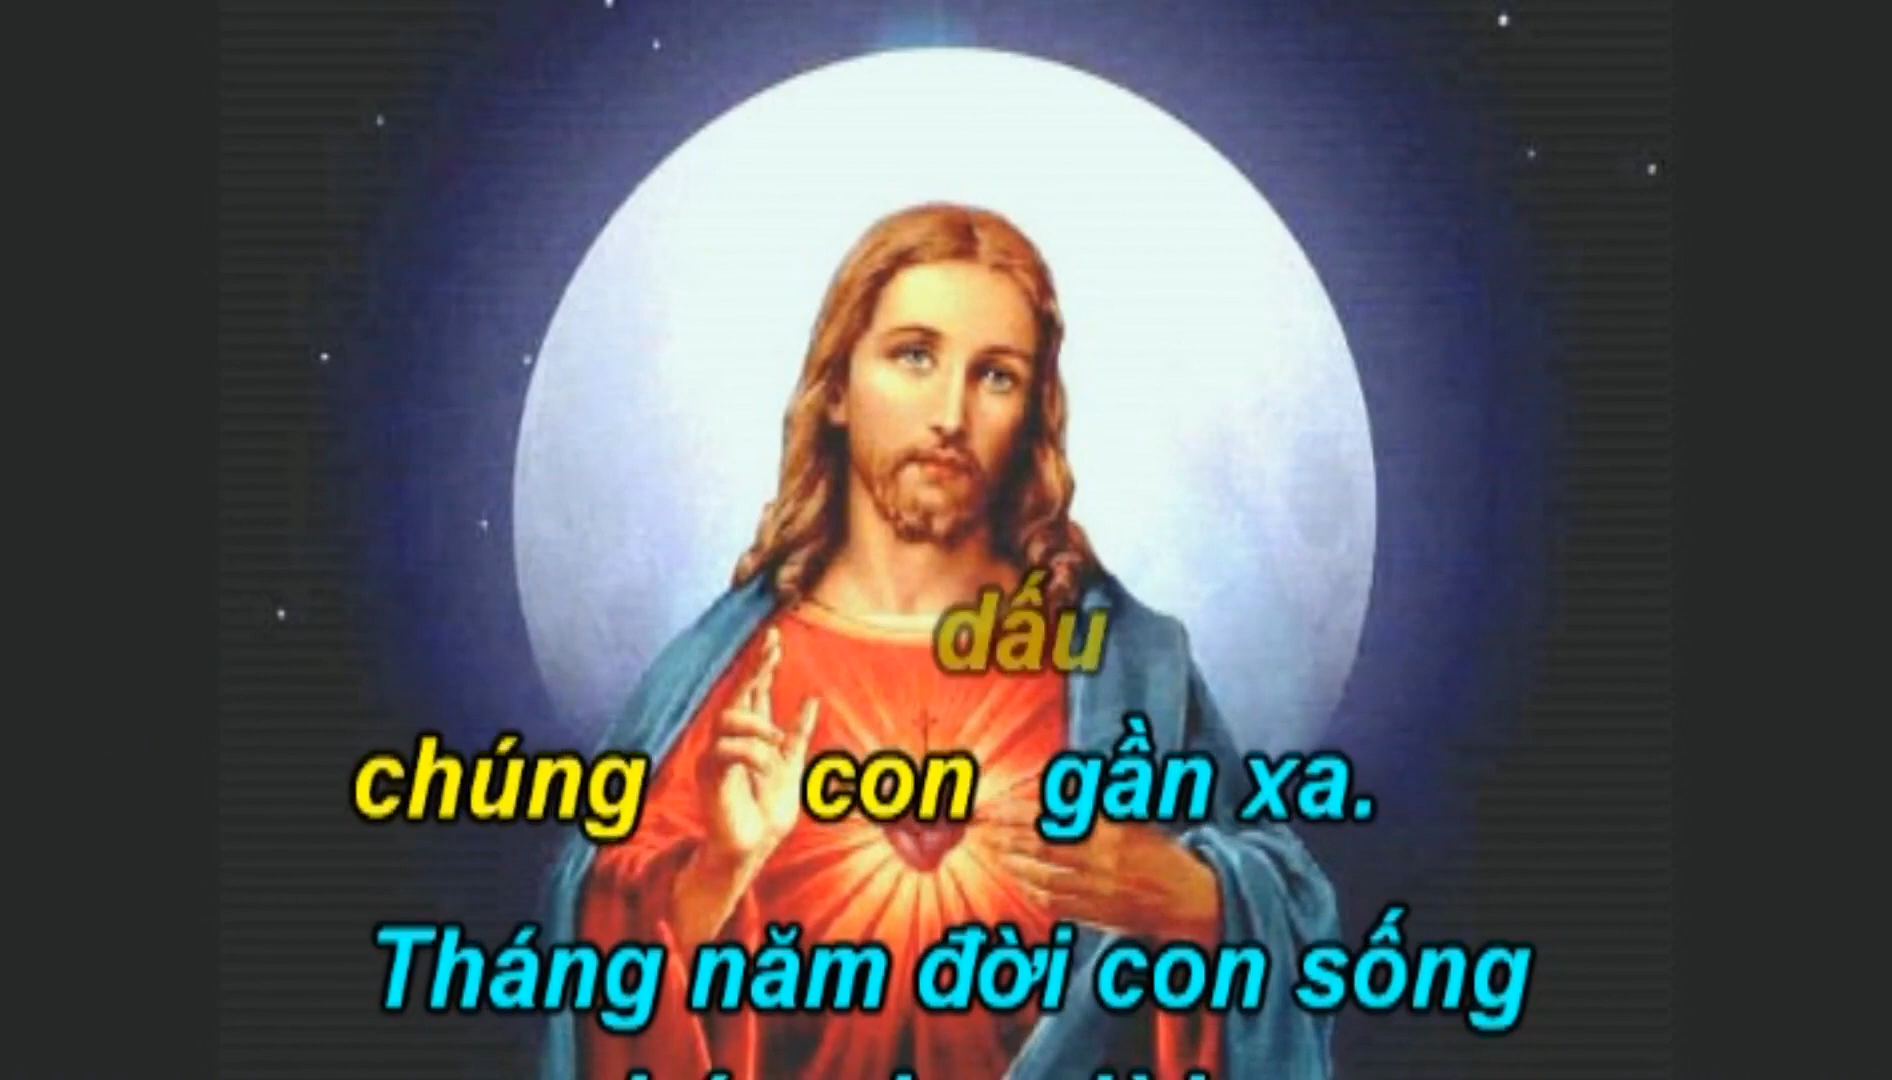 dấu
chúng con gần xa.
Tháng năm đời con sống